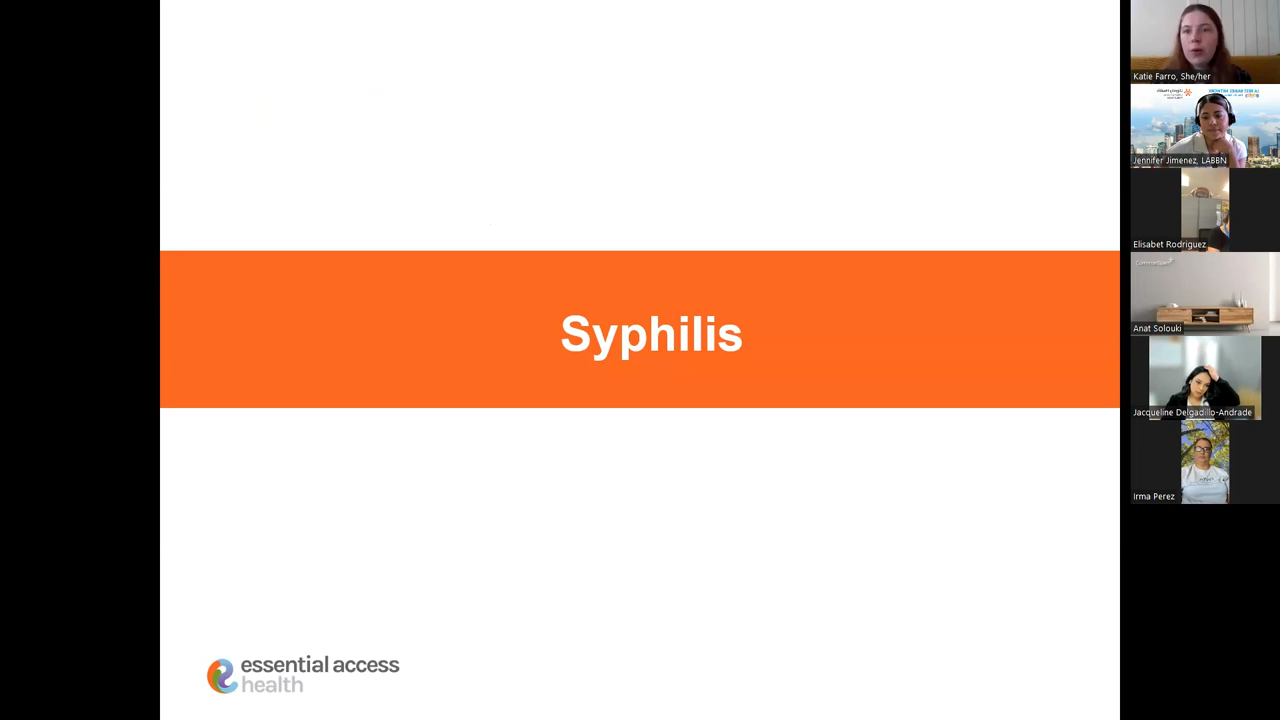 Syphilis
essential access
health
Katie Farro, She/her
Jennifer Jimenez, LABBN
Elisabet Rodriguez
Anat Solouki
Jacqueline Delgadillo-Andrade
Irma Perez